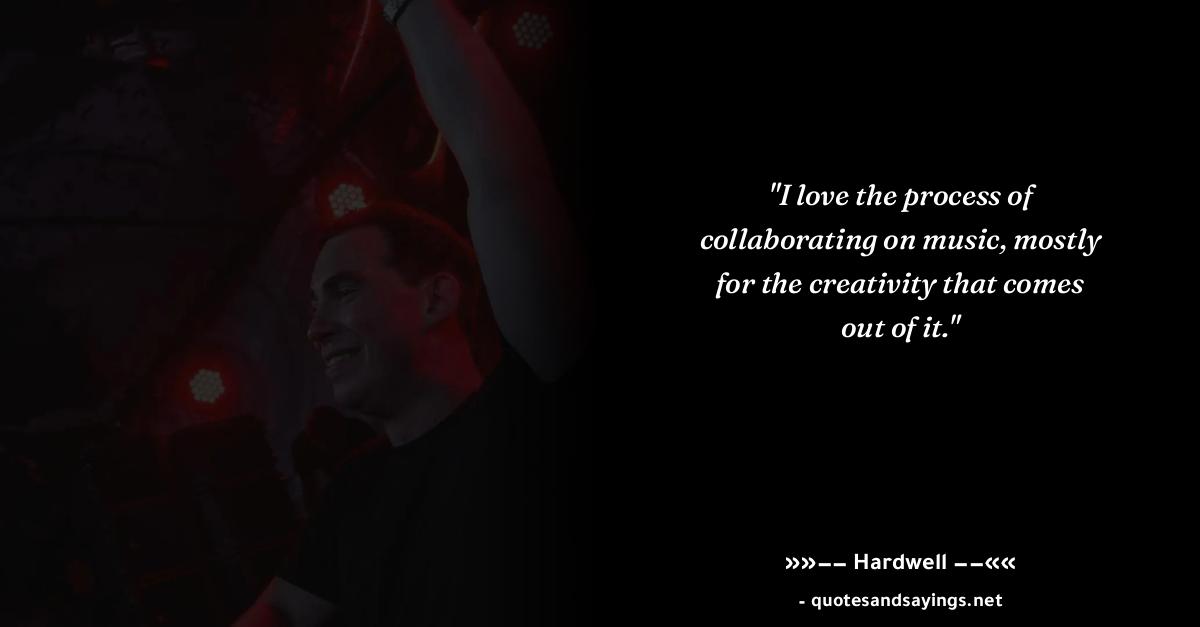 "I love the process of
collaborating on music, mostly
for the creativity that comes
out of it."
»»−− Hardwell −−««
- quotesandsayings.net